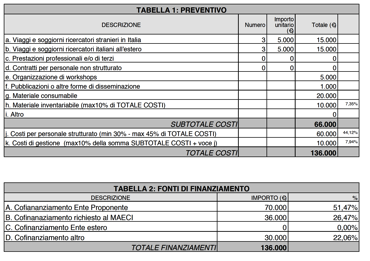 TABELLA 1: PREVENTIVO
DESCRIZIONE Numero Importo unitario (€) Totale (€)
a. Viaggi e soggiorni ricercatori stranieri in Italia 3 5.000 15.000
b. Viaggi e soggiorni ricercatori italiani all'estero 3 5.000 15.000
c. Prestazioni professionali e/o di terzi 0 0 0
d. Contratti per personale non strutturato 0 0 0
e. Organizzazione di workshops 5.000
f. Pubblicazioni o altre forme di disseminazione 1.000
g. Materiale consumabile 20.000
h. Materiale inventariabile (max10% di TOTALE COSTI) 10.000 7,35%
i. Altro 0
SUBTOTALE COSTI 66.000
j. Costi per personale strutturato (min 30% - max 45% di TOTALE COSTI) 60.000 44,12%
k. Costi di gestione (max10% della somma SUBTOTALE COSTI + voce j) 10.000 7,94%
TOTALE COSTI 136.000
TABELLA 2: FONTI DI FINANZIAMENTO
DESCRIZIONE IMPORTO (€) %
A. Cofinanziamento Ente Proponente 70.000 51,47%
B. Cofinanziamento richiesto al MAECI 36.000 26,47%
C. Cofinanziamento Ente estero 0 0,00%
D. Cofinanziamento altro 30.000 22,06%
TOTALE FINANZIAMENTI 136.000